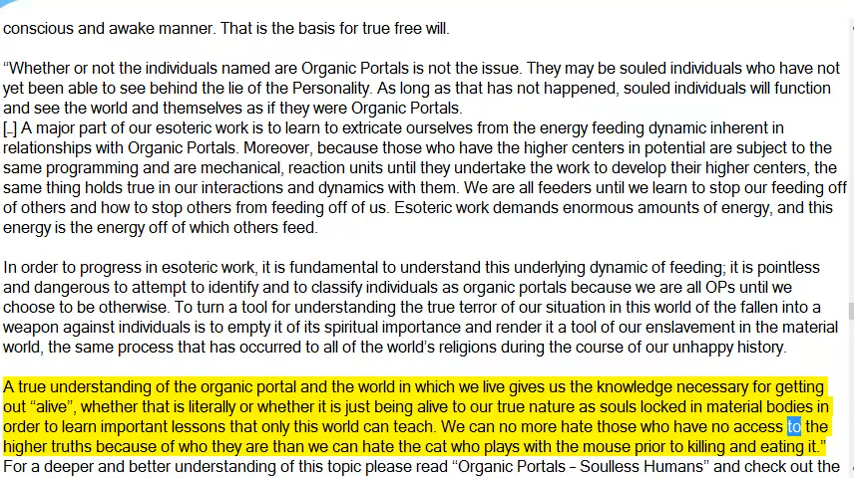 conscious and awake manner. That is the basis for true free will.
“Whether or not the individuals named are Organic Portals is not the issue. They may be souled individuals who have not
yet been able to see behind the lie of the Personality. As long as that has not happened, souled individuals will function
and see the world and themselves as if they were Organic Portals.
[..] A major part of our esoteric work is to learn to extricate ourselves from the energy feeding dynamic inherent in
relationships with Organic Portals. Moreover, because those who have the higher centers in potential are subject to the
same programming and are mechanical, reaction units until they undertake the work to develop their higher centers, the
same thing holds true in our interactions and dynamics with them. We are all feeders until we learn to stop our feeding off
of others and how to stop others from feeding off of us. Esoteric work demands enormous amounts of energy, and this
energy is the energy off of which others feed.
In order to progress in esoteric work, it is fundamental to understand this underlying dynamic of feeding; it is pointless
and dangerous to attempt to identify and to classify individuals as organic portals because we are all OPs until we
choose to be otherwise. To turn a tool for understanding the true terror of our situation in this world of the fallen into a
weapon against individuals is to empty it of its spiritual importance and render it a tool of our enslavement in the material
world, the same process that has occurred to all of the world’s religions during the course of our unhappy history.
A true understanding of the organic portal and the world in which we live gives us the knowledge necessary for getting
out “alive”, whether that is literally or whether it is just being alive to our true nature as souls locked in material bodies in
order to learn important lessons that only this world can teach. We can no more hate those who have no access to the
higher truths because of who they are than we can hate the cat who plays with the mouse prior to killing and eating it.”
For a deeper and better understanding of this topic please read “Organic Portals – Soulless Humans” and check out the